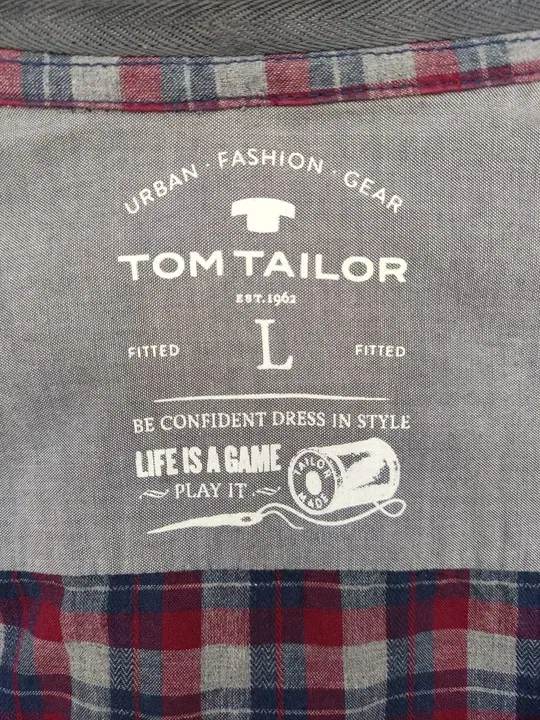 URBAN · FASHION · GEAR
TOM TAILOR
EST. 1962
FITTED L FITTED
BE CONFIDENT DRESS IN STYLE
LIFE IS A GAME
~ PLAY IT ~
TAILOR
MADE